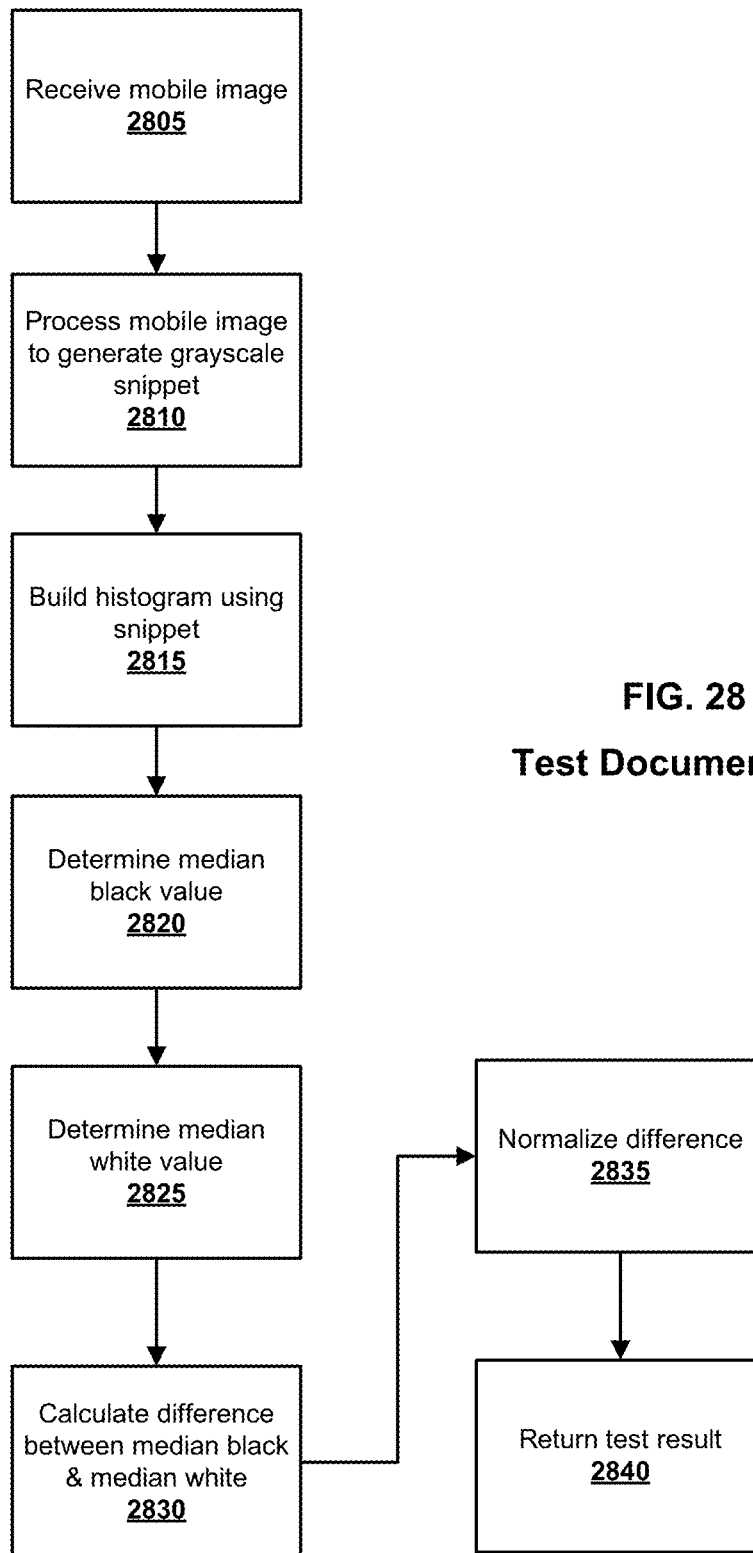 Receive mobile image
2805
Process mobile image
to generate grayscale
snippet
2810
Build histogram using
snippet
2815
FIG. 28
Test
Determine median
black value
2820
Determine median
white value
2825
Calculate difference
between median black
& median white
2830
Normalize difference
2835
Return test result
2840